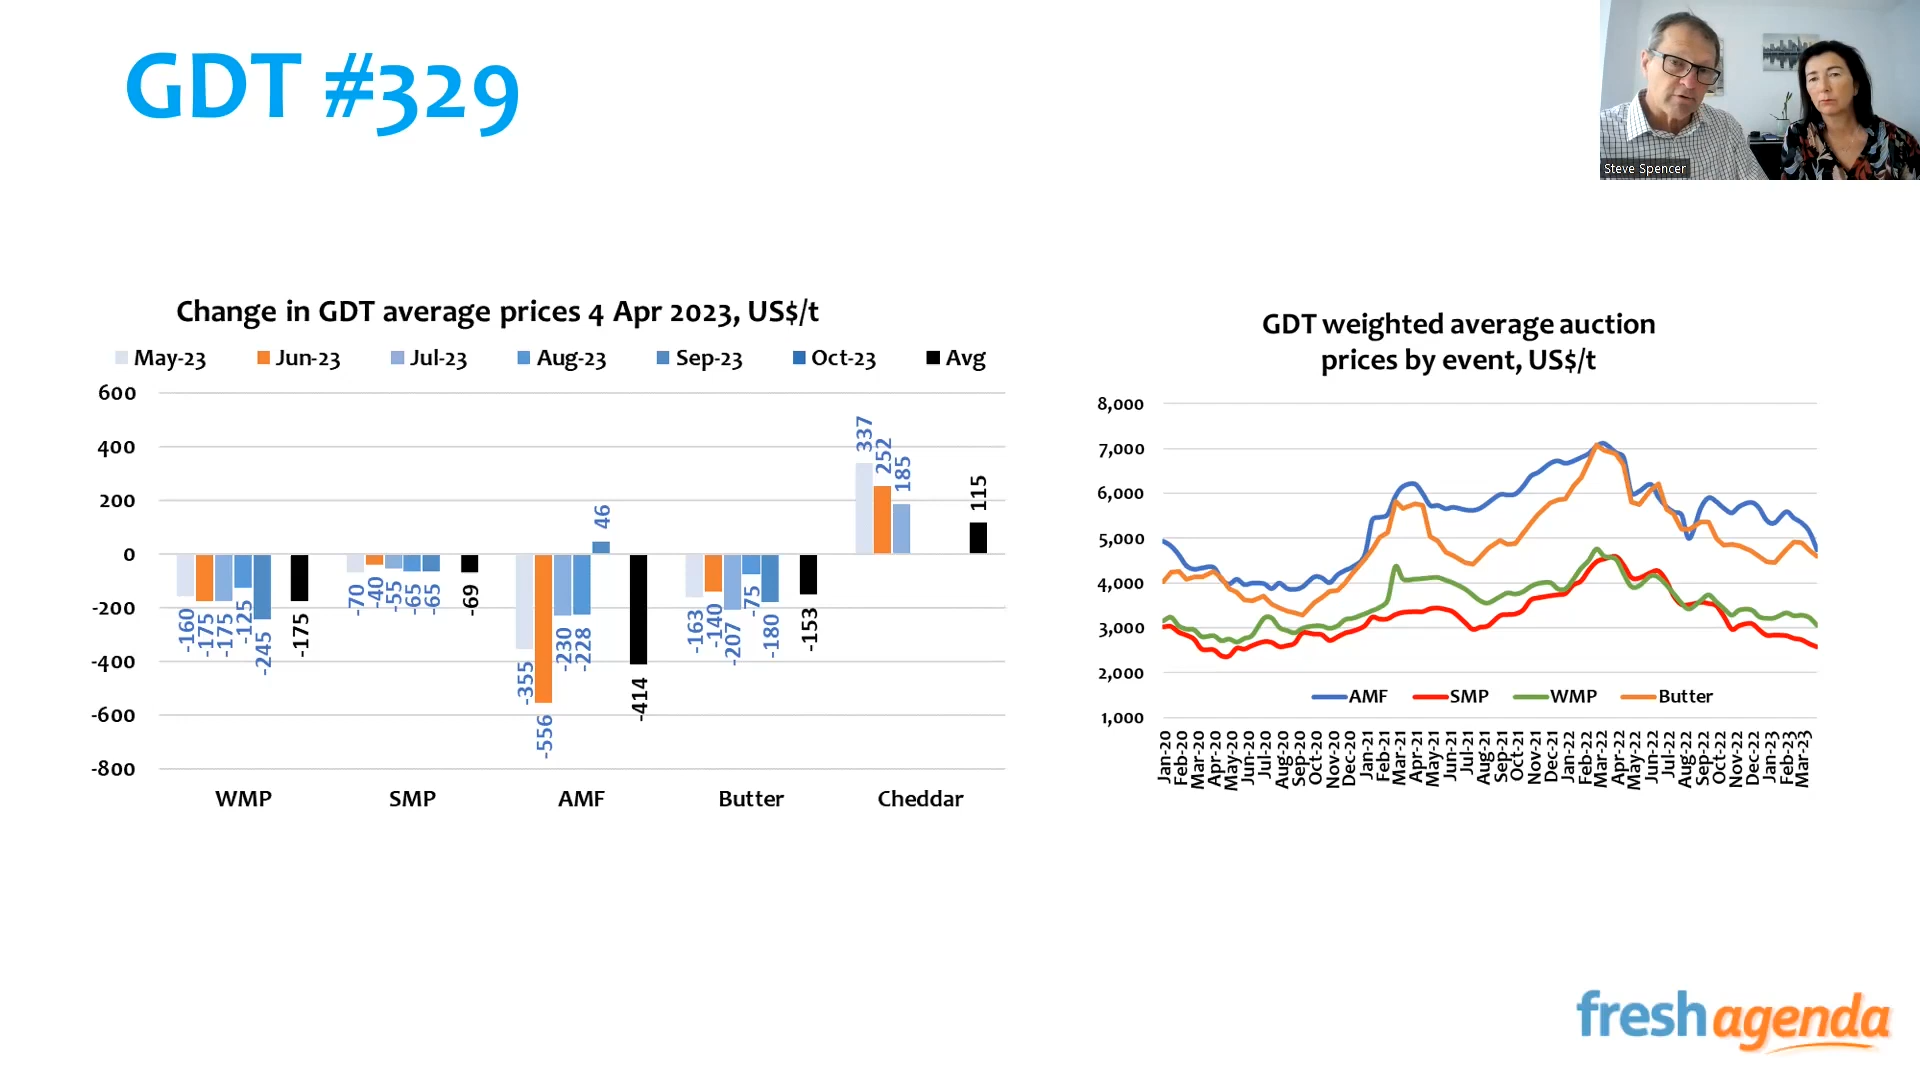 GDT #329
Steve Spencer
Change in GDT average prices 4 Apr 2023, US$/t
May-23 Jun-23 Jul-23 Aug-23 Sep-23 Oct-23 Avg
600
400
200
0
-200
-400
-600
-800
-160
-175
-175
-125
-245
-175
-70
-40
-55
-65
-65
-69
-355
-556
-230
-228
46
-414
-163
-140
-207
-75
-180
-153
337
252
185
115
WMP SMP AMF Butter Cheddar
GDT weighted average auction
prices by event, US$/t
8,000
7,000
6,000
5,000
4,000
3,000
2,000
1,000
AMF SMP WMP Butter
Jan-20
Feb-20
Mar-20
Apr-20
May-20
Jun-20
Jul-20
Aug-20
Sep-20
Oct-20
Nov-20
Dec-20
Jan-21
Feb-21
Mar-21
Apr-21
May-21
Jun-21
Jul-21
Aug-21
Sep-21
Oct-21
Nov-21
Dec-21
Jan-22
Feb-22
Mar-22
Apr-22
May-22
Jun-22
Jul-22
Aug-22
Sep-22
Oct-22
Nov-22
Dec-22
Jan-23
Feb-23
Mar-23
fresh agenda